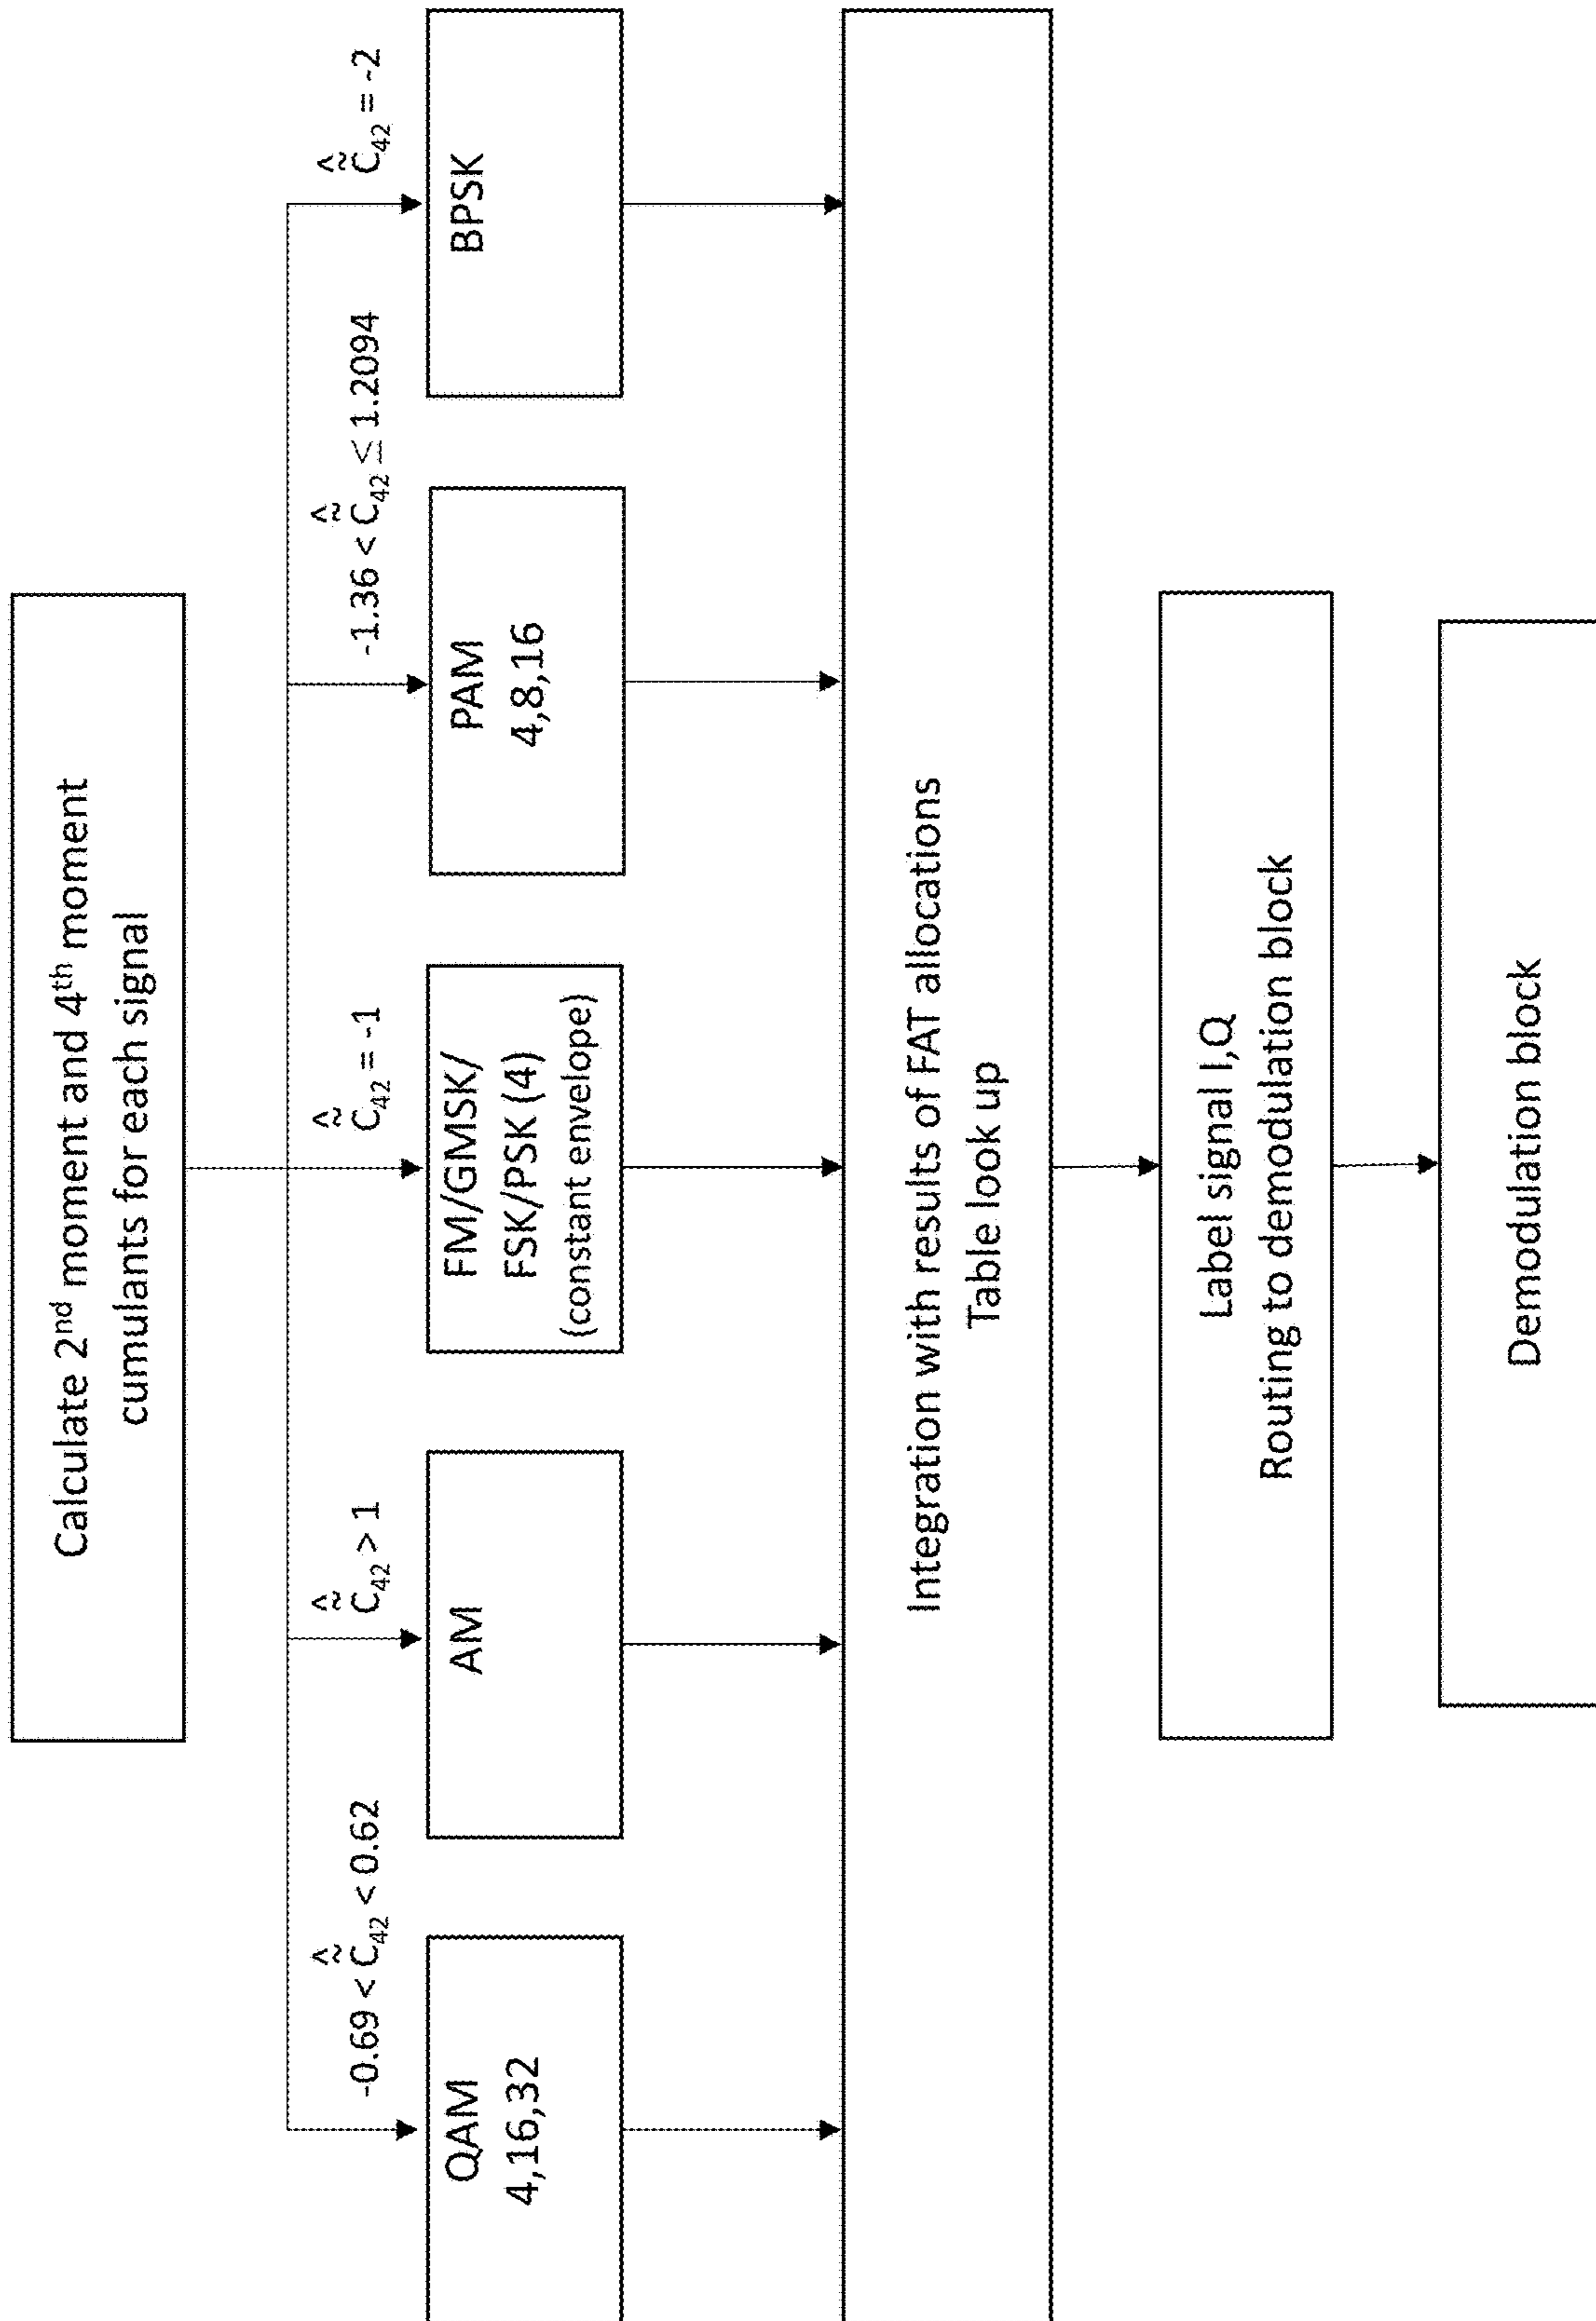 Calculate 2nd moment and 4th moment
cumulants for each signal
-0.69 < C̃̂42 < 0.62
C̃̂42 > 1
C̃̂42 = -1
-1.36 < C̃̂42 ≤ 1.2094
C̃̂42 = -2
QAM
4,16,32
AM
FM/GMSK/
FSK/PSK (4)
(constant envelope)
PAM
4,8,16
BPSK
Integration with results of FAT allocations
Table look up
Label signal I,Q
Routing to demodulation block
Demodulation block